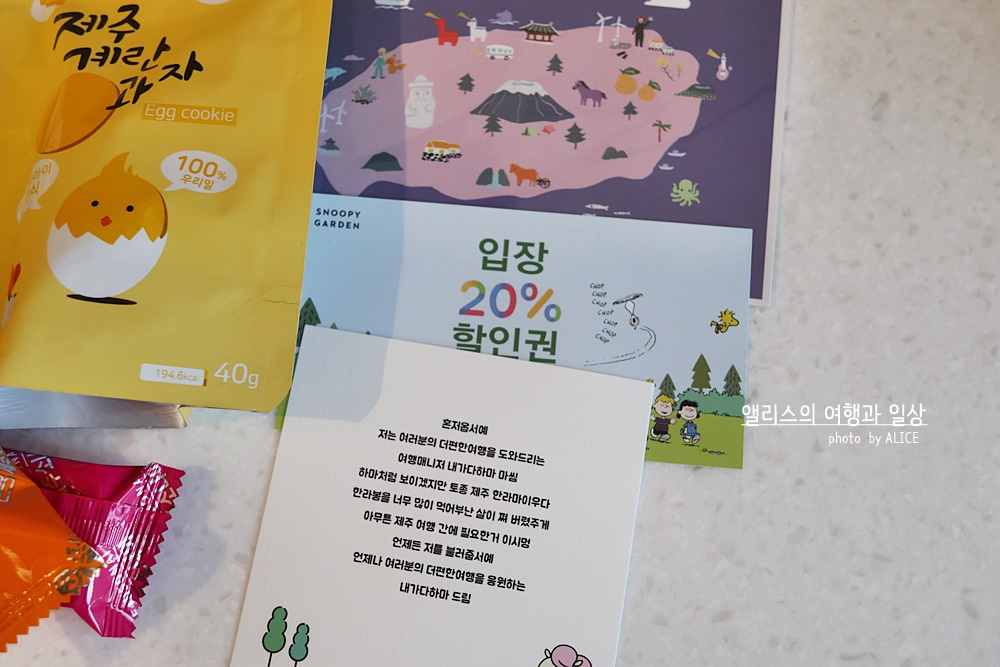 제주
계란
과자
Egg cookie
100%
우리밀
194.6kcal
40g
SNOOPY
GARDEN
입장
20%
할인권
CHOP
CHOP
CHOP
CHOP
CHOP
CHOP
CHOP
혼저옵서예
저는 여러분의 더편한여행을 도와드리는
여행매니저 내가다하마 마씸
하마처럼 보이겠지만 토종 제주 한라마이우다
한라봉을 너무 많이 먹어부난 살이 쪄 버렸주게
아무튼 제주 여행 간에 필요한거 이시멍
언제든 저를 불러줍서예
언제나 여러분의 더편한여행을 응원하는
내가다하마 드림
앨리스의 여행과 일상
photo by ALICE